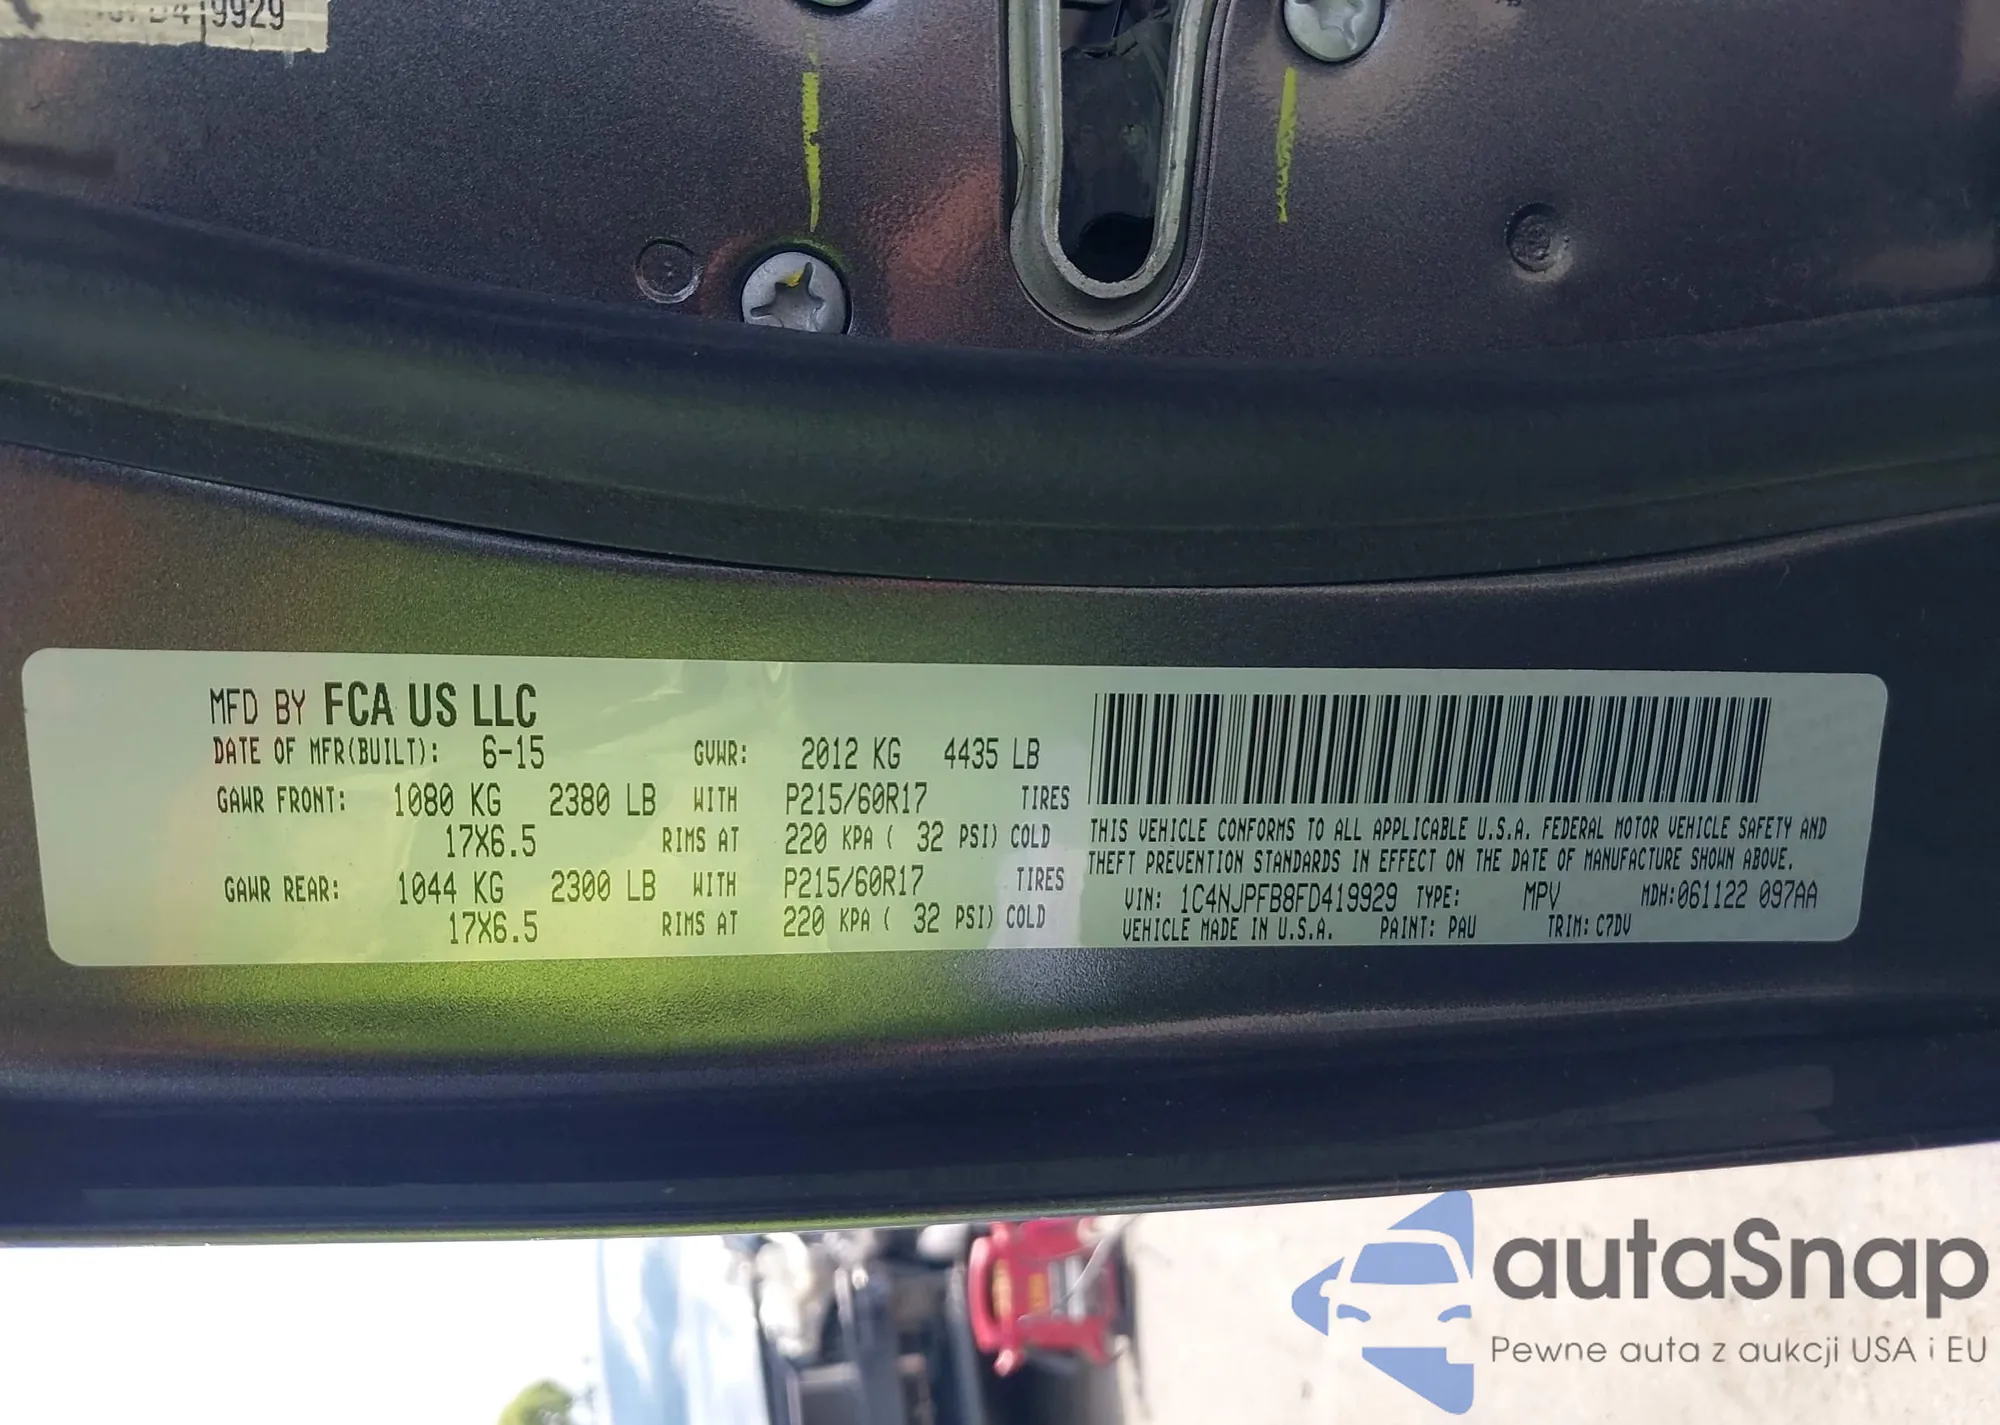 9929
MFD BY FCA US LLC
DATE OF MFR(BUILT): 6-15 GVWR: 2012 KG 4435 LB
GAWR FRONT: 1080 KG 2380 LB WITH P215/60R17 TIRES
17X6.5 RIMS AT 220 KPA ( 32 PSI) COLD
GAWR REAR: 1044 KG 2300 LB WITH P215/60R17 TIRES
17X6.5 RIMS AT 220 KPA ( 32 PSI) COLD
THIS VEHICLE CONFORMS TO ALL APPLICABLE U.S.A. FEDERAL MOTOR VEHICLE SAFETY AND
THEFT PREVENTION STANDARDS IN EFFECT ON THE DATE OF MANUFACTURE SHOWN ABOVE.
VIN: 1C4NJPFB8FD419929 TYPE: MPV MDH:061122 097AA
VEHICLE MADE IN U.S.A. PAINT: PAU TRIM: C7DV
autaSnap
Pewne auta z aukcji USA i EU